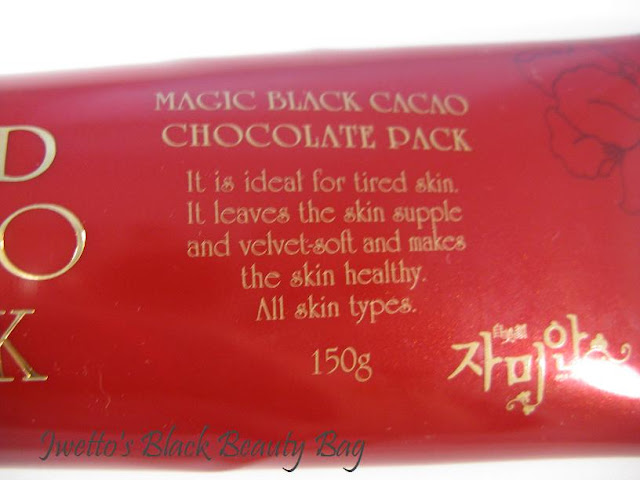 D
O
K
MAGIC BLACK CACAO
CHOCOLATE PACK
It is ideal for tired skin.
It leaves the skin supple
and velvet-soft and makes
the skin healthy.
All skin types.
150g
자미안
Jwetto's Black Beauty Bag